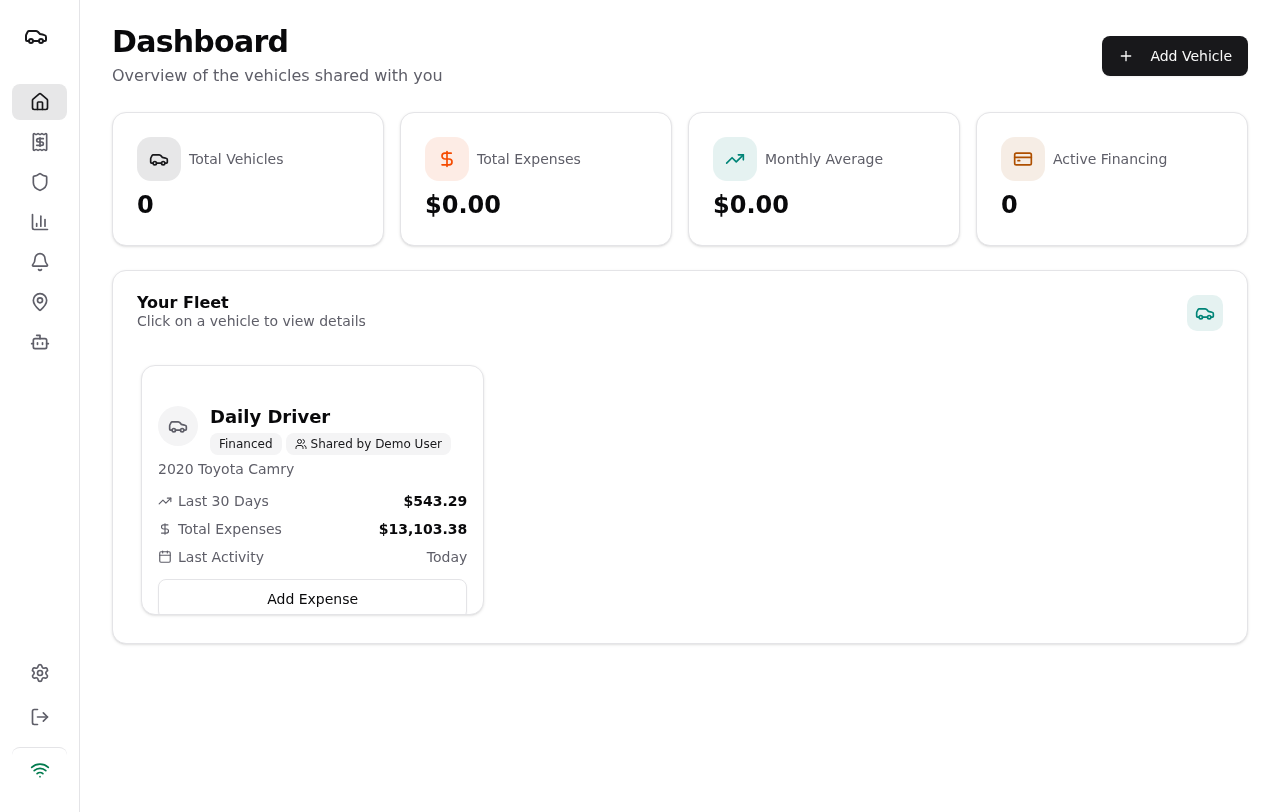 Dashboard
Overview of the vehicles shared with you
Add Vehicle
Total Vehicles
0
Total Expenses
$0.00
Monthly Average
$0.00
Active Financing
0
Your Fleet
Click on a vehicle to view details
Daily Driver
Financed
Shared by Demo User
2020 Toyota Camry
Last 30 Days $543.29
Total Expenses $13,103.38
Last Activity Today
Add Expense